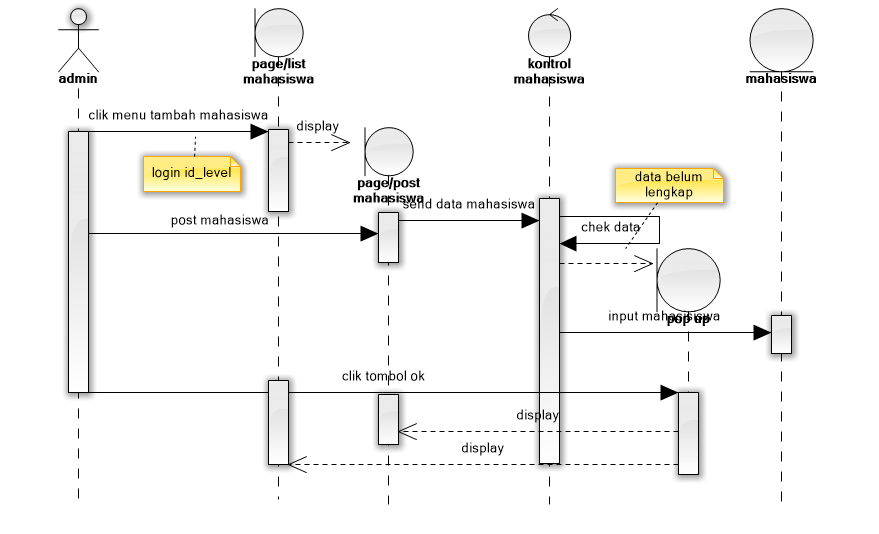 admin
page/list
mahasiswa
kontrol
mahasiswa
mahasiswa
clik menu tambah mahasiswa
display
login id_level
page/post
mahasiswa
data belum
lengkap
send data mahasiswa
post mahasiswa
chek data
input mahasisiswa
pop up
clik tombol ok
display
display